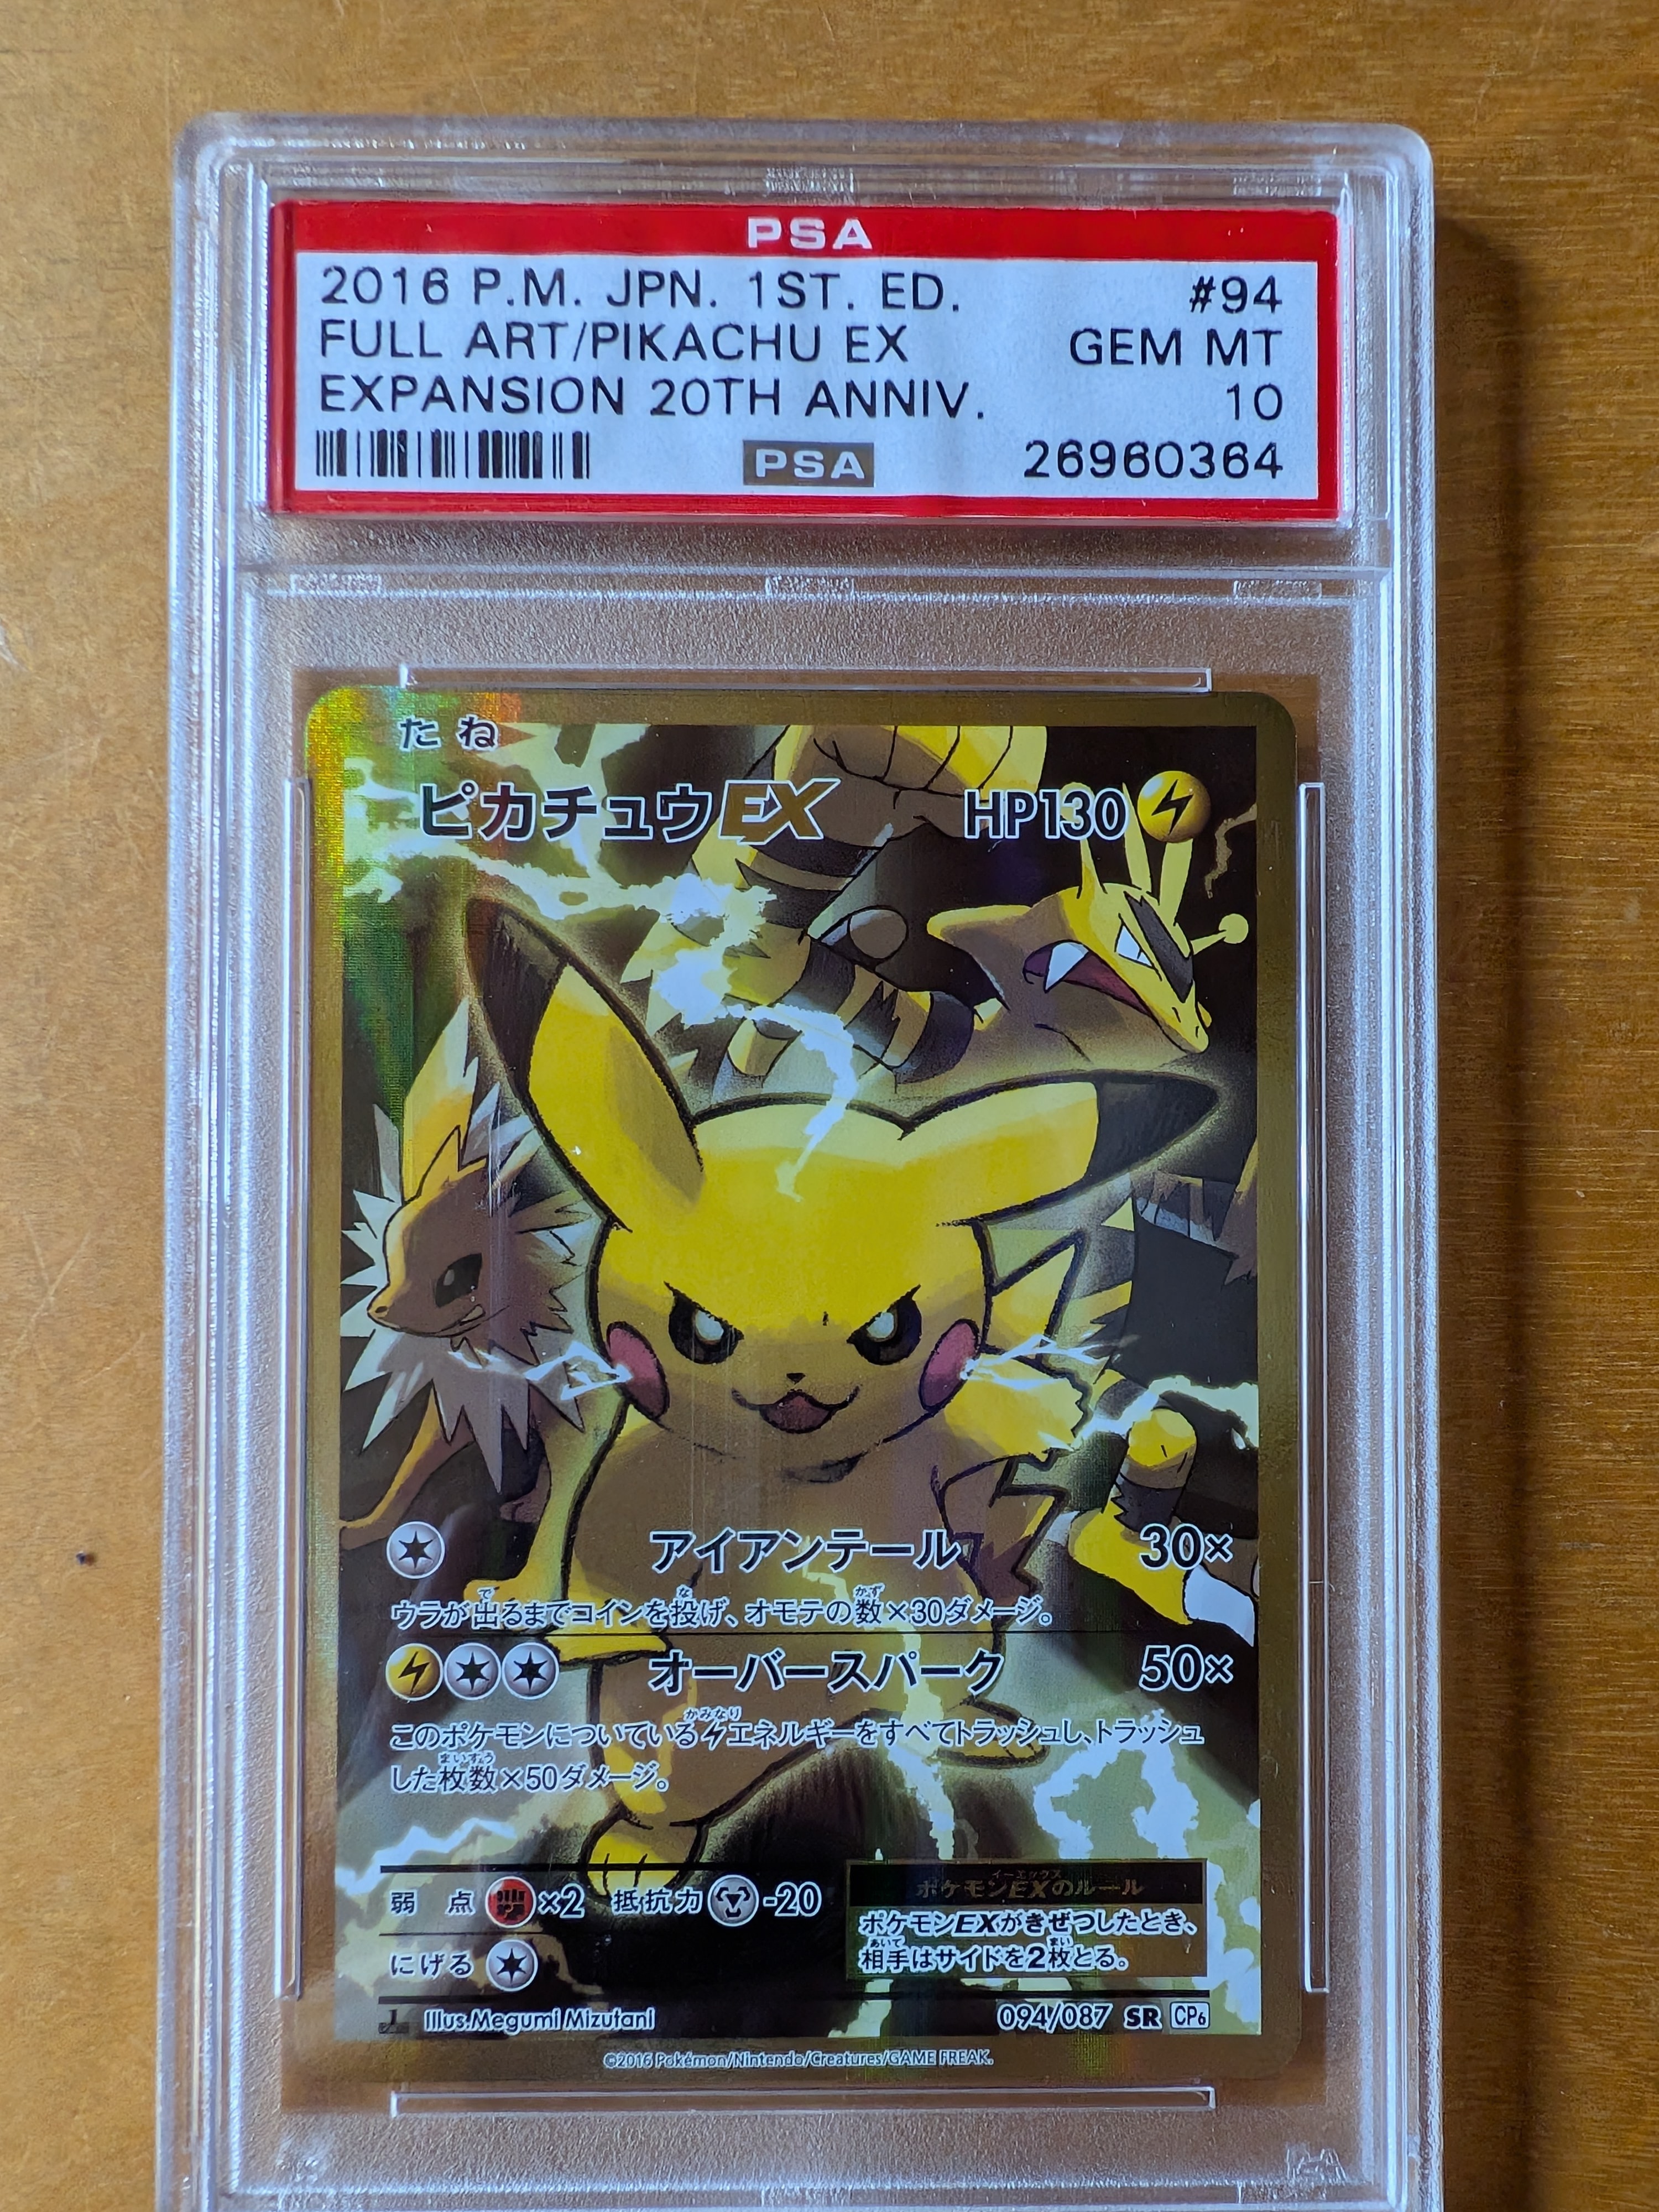 PSA
2016 P.M. JPN. 1ST. ED. #94
FULL ART/PIKACHU EX GEM MT
EXPANSION 20TH ANNIV. 10
PSA 26960364
たね
ピカチュウEX HP130
アイアンテール 30×
ウラが出るまでコインを投げ、オモテの数×30ダメージ。
オーバースパーク 50×
このポケモンについているエネルギーをすべてトラッシュし、トラッシュ
した枚数×50ダメージ。
弱点 ×2 抵抗力 -20
にげる
ポケモンEXのルール
ポケモンEXがきぜつしたとき、
相手はサイドを2枚とる。
Illus.Megumi Mizutani 094/087 SR CP6
©2016 Pokémon/Nintendo/Creatures/GAME FREAK.